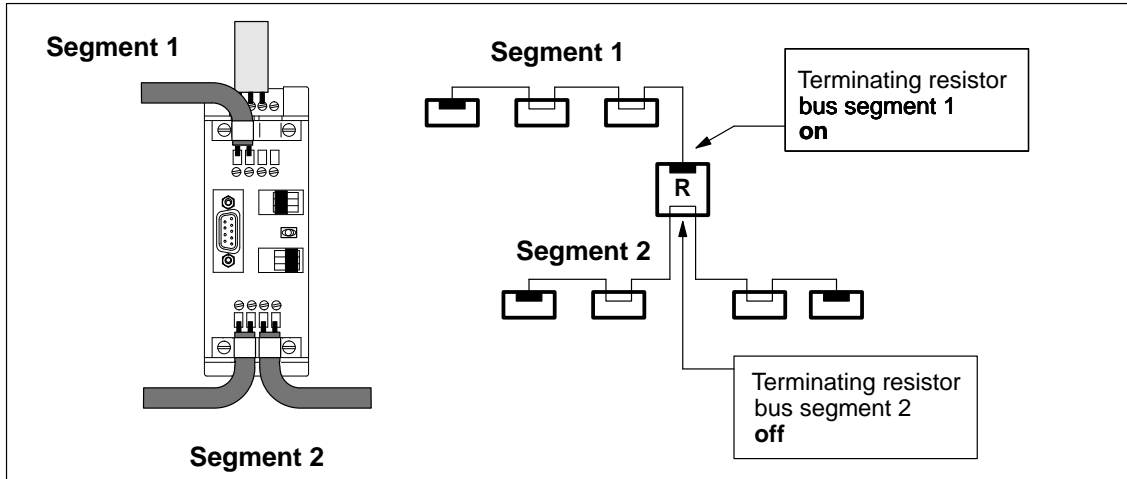 Segment 1
Segment 1
Terminating resistor
bus segment 1
on
R
Segment 2
Terminating resistor
bus segment 2
off
Segment 2